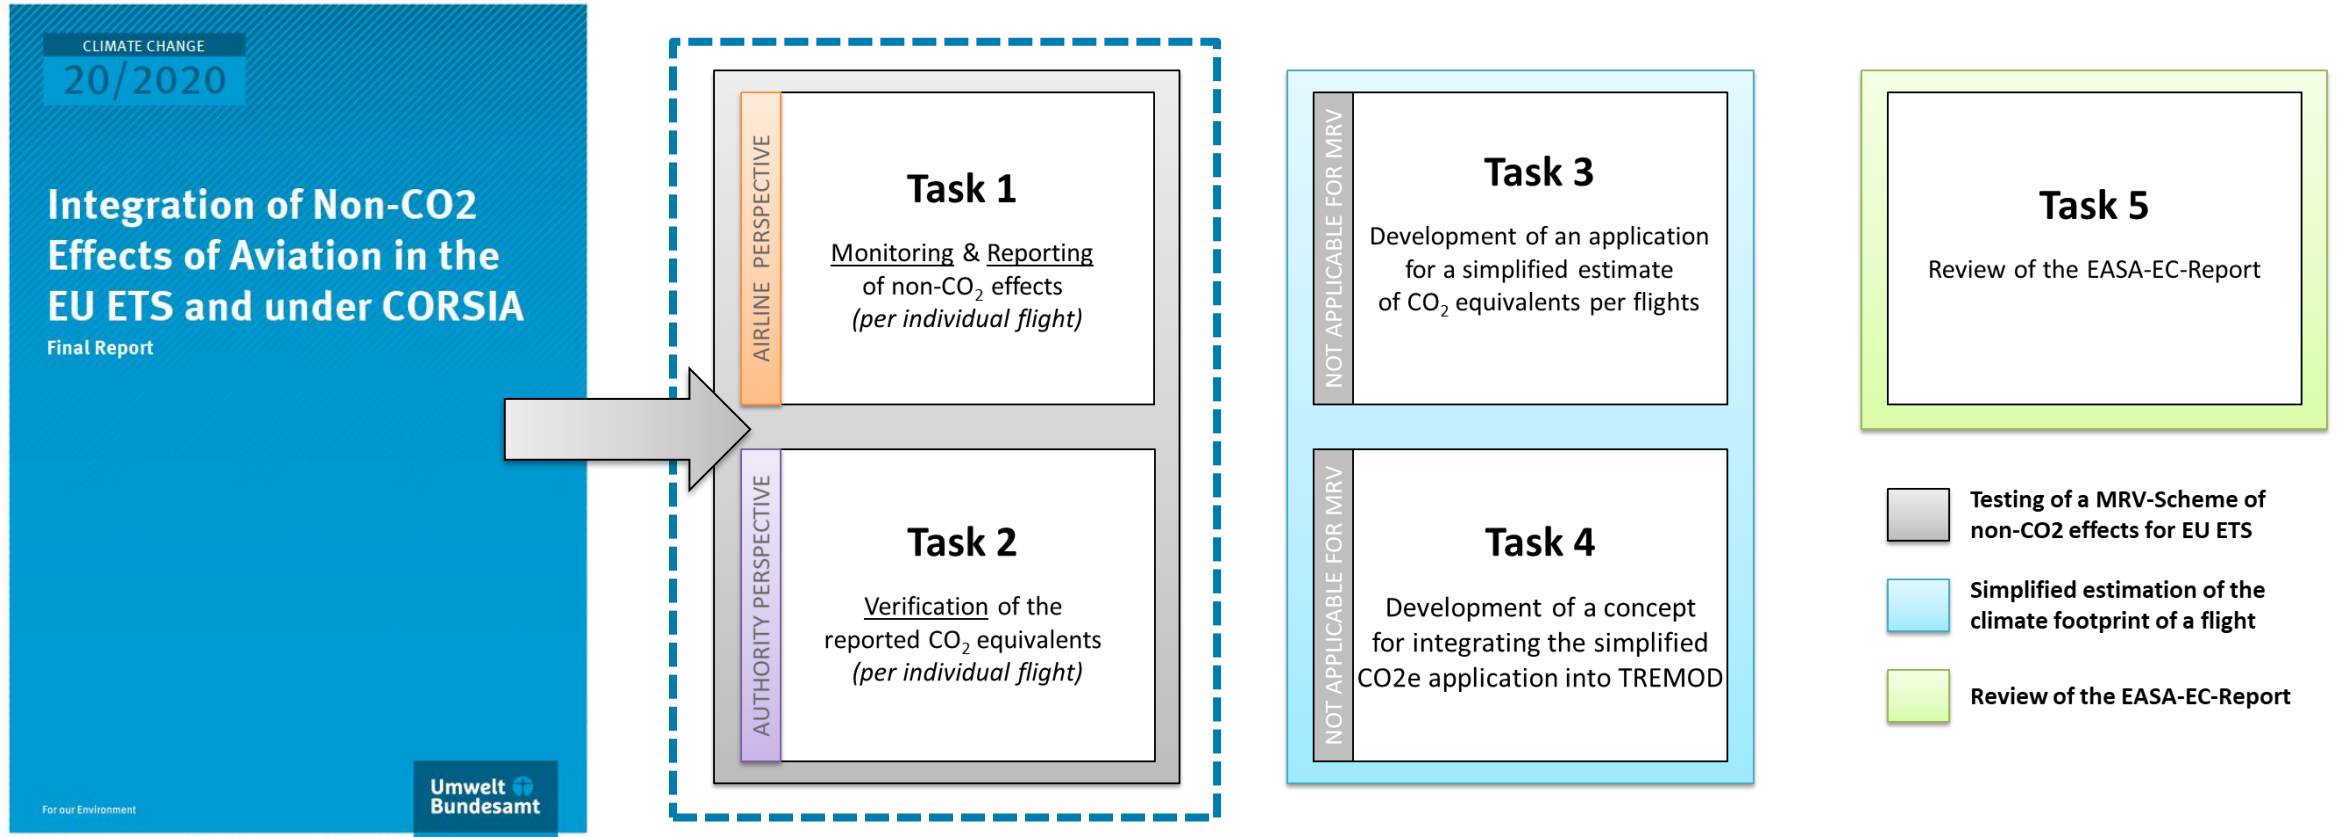 CLIMATE CHANGE
20/2020
Integration of Non-CO2
Effects of Aviation in the
EU ETS and under CORSIA
Final Report
For our Environment
Umwelt
Bundesamt
AIRLINE PERSPECTIVE
Task 1
Monitoring & Reporting
of non-CO₂ effects
(per individual flight)
AUTHORITY PERSPECTIVE
Task 2
Verification of the
reported CO₂ equivalents
(per individual flight)
NOT APPLICABLE FOR MRV
Task 3
Development of an application
for a simplified estimate
of CO₂ equivalents per flights
NOT APPLICABLE FOR MRV
Task 4
Development of a concept
for integrating the simplified
CO2e application into TREMOD
Task 5
Review of the EASA-EC-Report
Testing of a MRV-Scheme of
non-CO2 effects for EU ETS
Simplified estimation of the
climate footprint of a flight
Review of the EASA-EC-Report